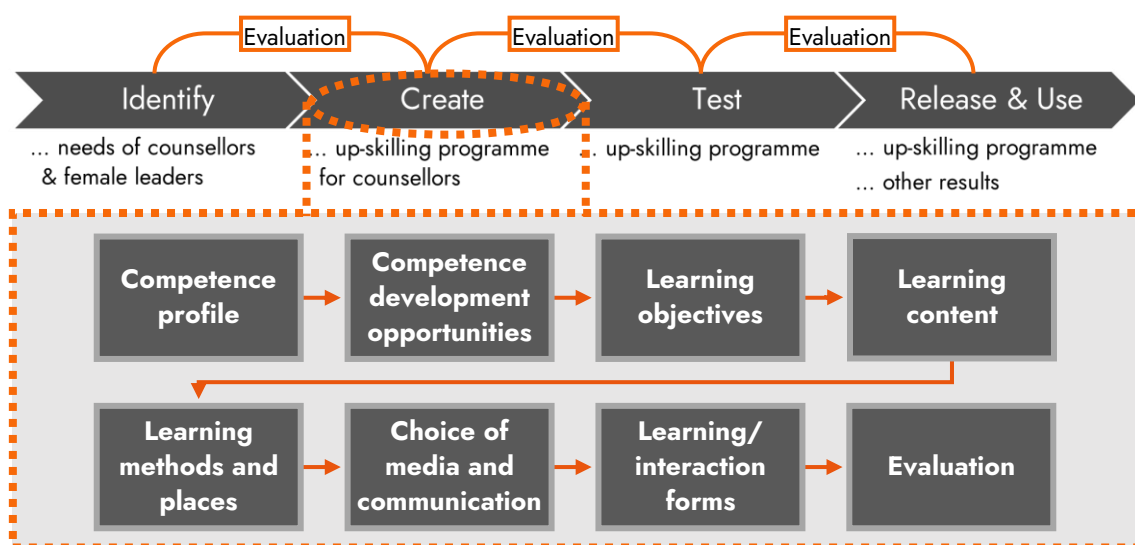 Evaluation
Evaluation
Evaluation
Identify
Create
Test
Release & Use
... needs of counsellors
& female leaders
... up-skilling programme
for counsellors
... up-skilling programme
... up-skilling programme
... other results
Competence
profile
Competence
development
opportunities
Learning
objectives
Learning
content
Learning
methods and
places
Choice of
media and
communication
Learning/
interaction
forms
Evaluation